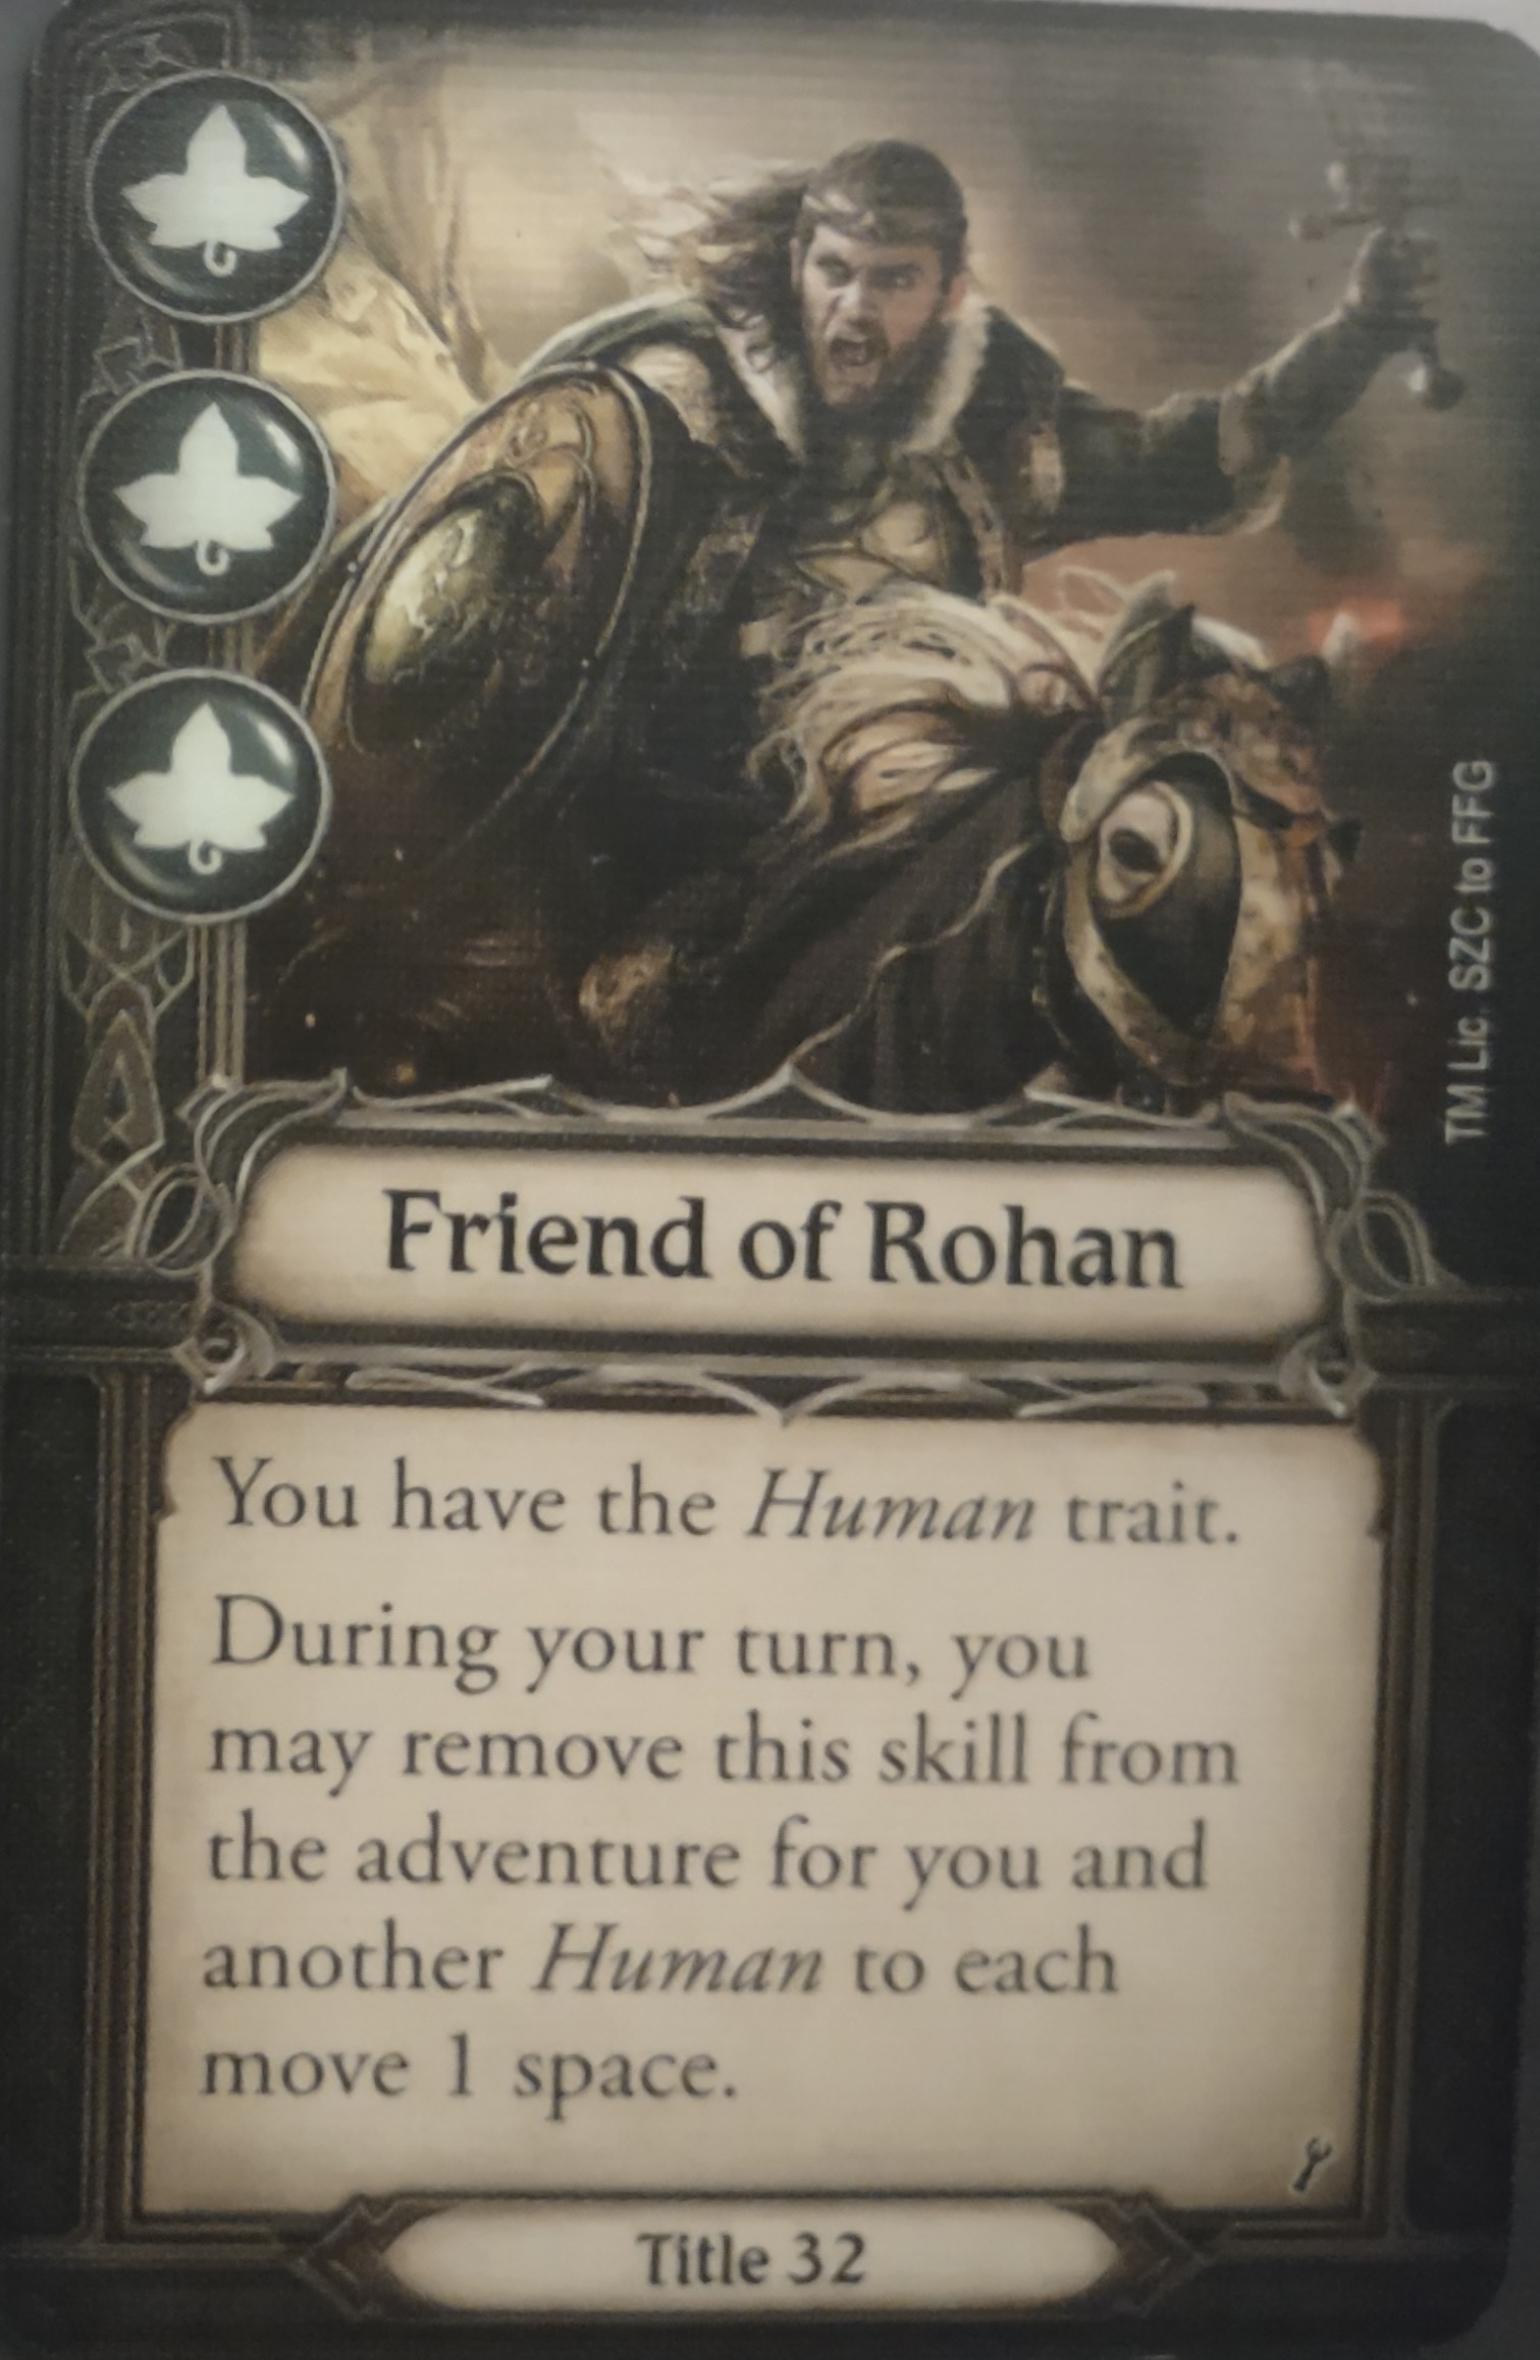 TM Lic. SZC to FFG
Friend of Rohan
You have the Human trait.
During your turn, you
may remove this skill from
the adventure for you and
another Human to each
move 1 space.
Title 32